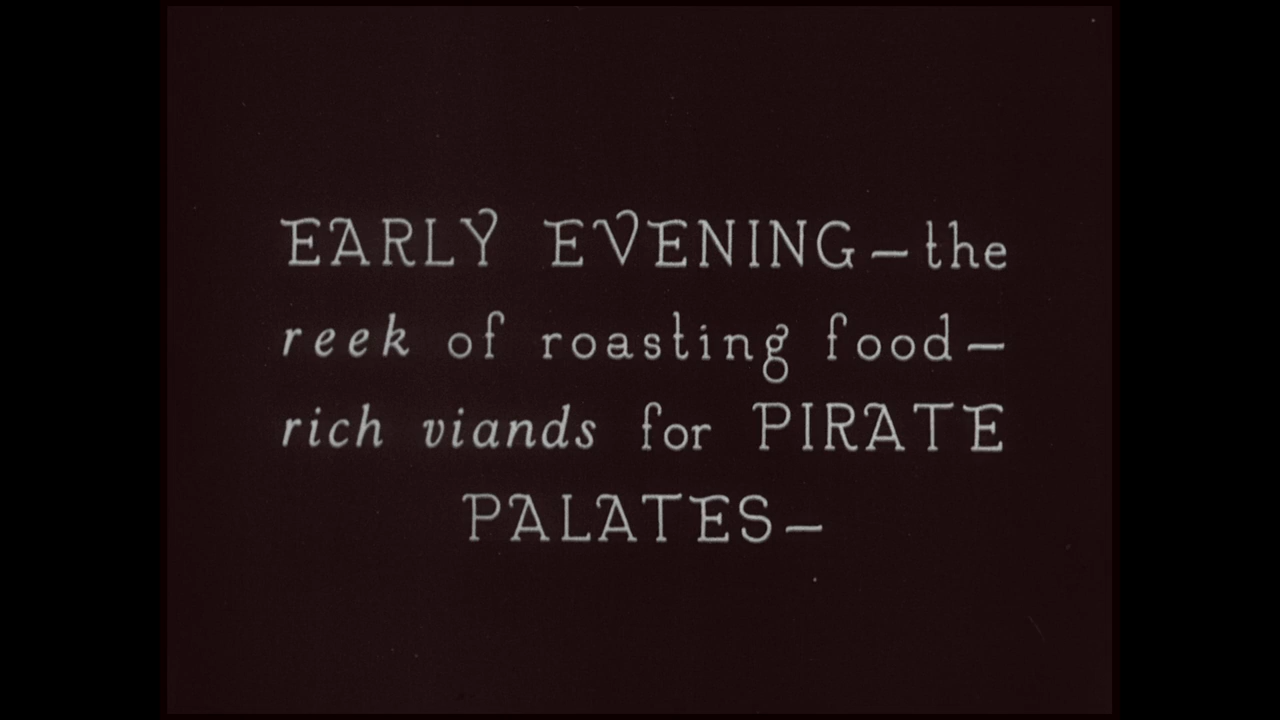 EARLY EVENING—the
reek of roasting food—
rich viands for PIRATE
PALATES—